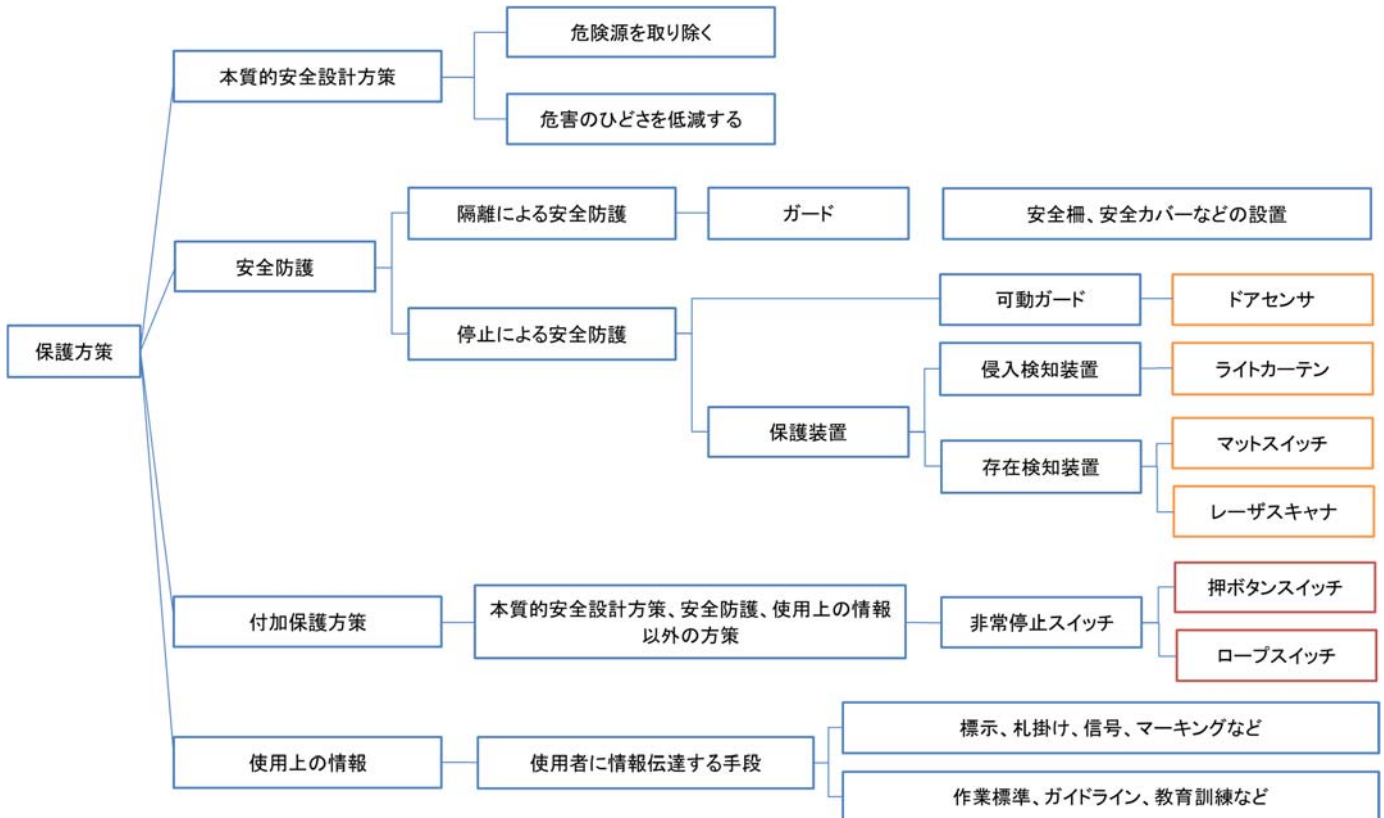 危険源を取り除く
本質的安全設計方策
危害のひどさを低減する
隔離による安全防護
ガード
安全柵、安全カバーなどの設置
安全防護
可動ガード
ドアセンサ
停止による安全防護
保護方策
侵入検知装置
ライトカーテン
保護装置
マットスイッチ
存在検知装置
レーザスキャナ
押ボタンスイッチ
付加保護方策
本質的安全設計方策、安全防護、使用上の情報
以外の方策
非常停止スイッチ
ロープスイッチ
標示、札掛け、信号、マーキングなど
使用上の情報
使用者に情報伝達する手段
作業標準、ガイドライン、教育訓練など